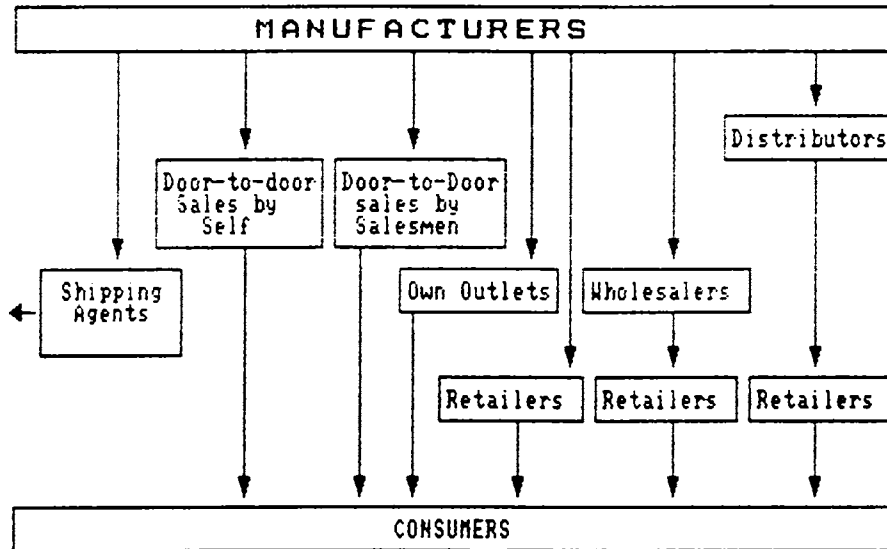 MANUFACTURERS
Distributors
Door-to-door
Sales by
Self
Door-to-Door
sales by
Salesmen
Shipping
Agents
Own Outlets
Wholesalers
Retailers
Retailers
Retailers
CONSUMERS